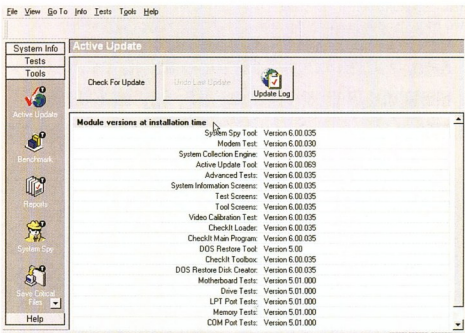 File View Go To Info Tests Tools Help
System Info
Tests
Tools
Active Update
Benchmark
Reports
System Spy
Save Critical Files
Help
Active Update
Check For Update
Undo Last Update
Update Log
Module versions at installation time
System Spy Tool: Version 6.00.035
Modem Test: Version 6.00.030
System Collection Engine: Version 6.00.035
Active Update Tool: Version 6.00.069
Advanced Tests: Version 6.00.035
System Information Screens: Version 6.00.035
Test Screens: Version 6.00.035
Tool Screens: Version 6.00.035
Video Calibration Test: Version 6.00.035
CheckIt Loader: Version 6.00.035
CheckIt Main Program: Version 6.00.035
DOS Restore Tool: Version 5.00
CheckIt Toolbox: Version 6.00.035
DOS Restore Disk Creator: Version 6.00.035
Motherboard Tests: Version 5.01.000
Drive Tests: Version 5.01.000
LPT Port Tests: Version 5.01.000
Memory Tests: Version 5.01.000
COM Port Tests: Version 5.01.000